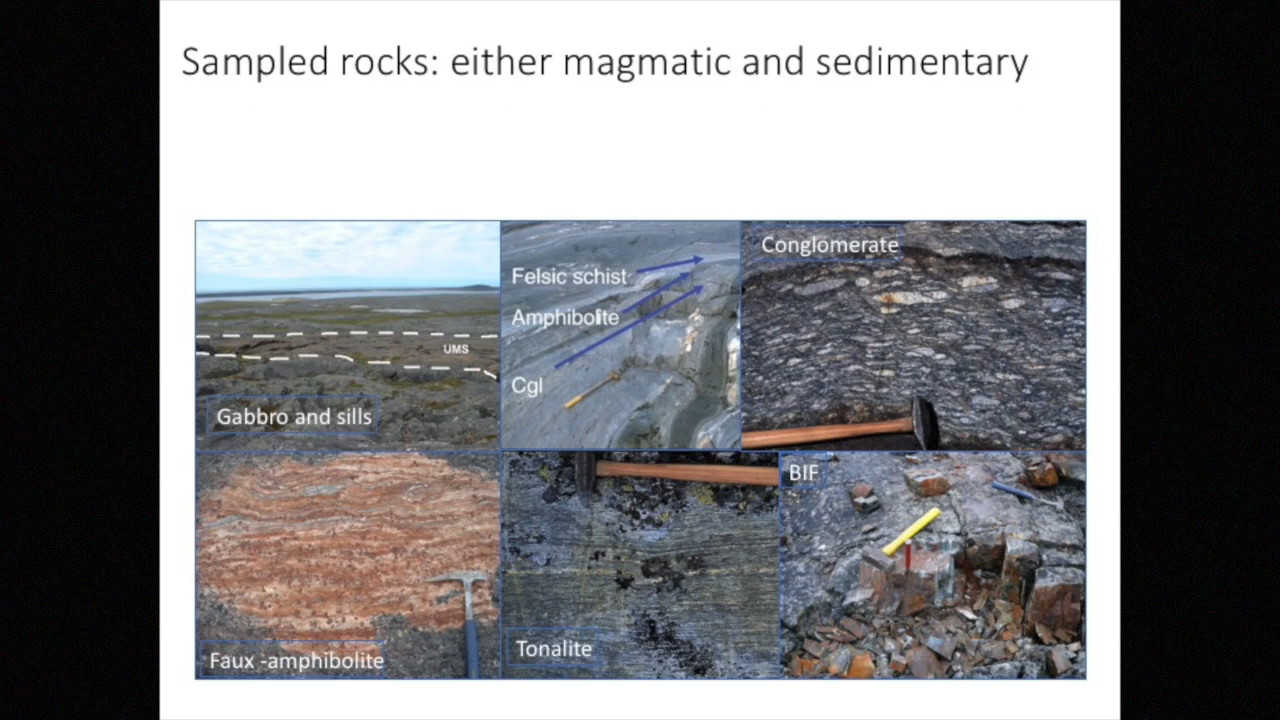 Sampled rocks: either magmatic and sedimentary
UMS
Gabbro and sills
Felsic schist
Amphibolite
Cgl
Conglomerate
Faux -amphibolite
Tonalite
BIF